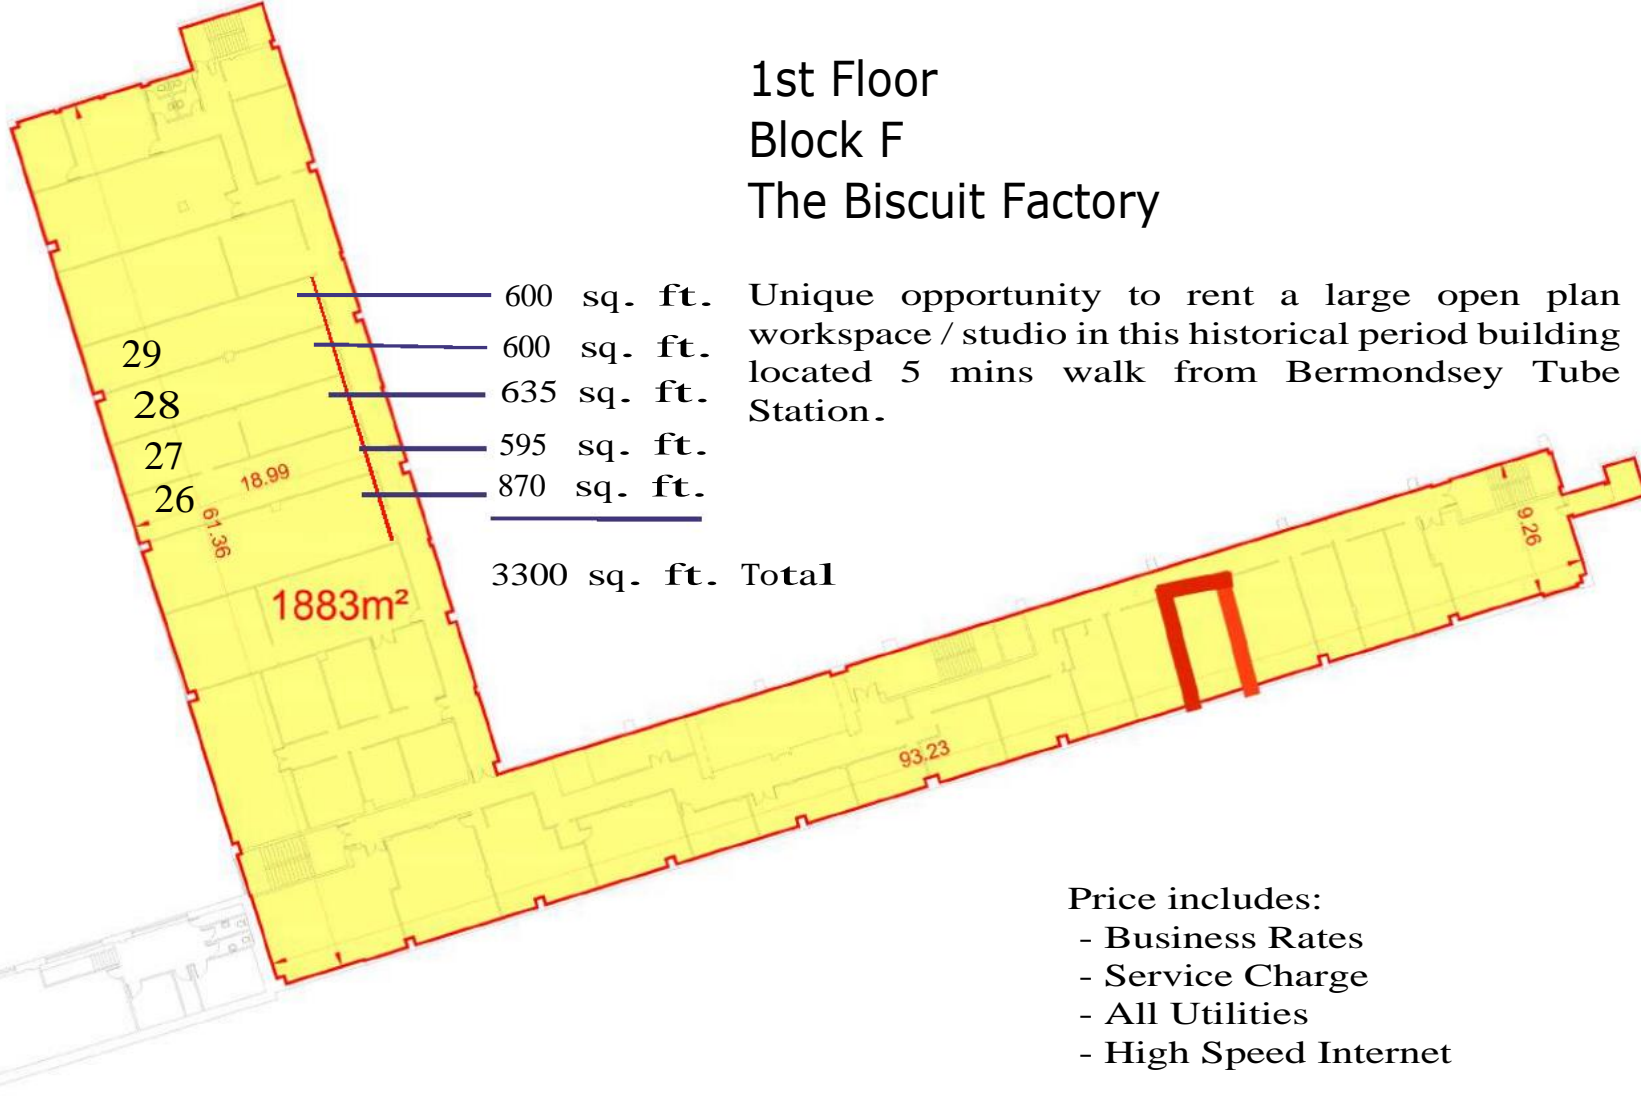 1st Floor
Block F
The Biscuit Factory
600 sq. ft.
600 sq. ft.
635 sq. ft.
595 sq. ft.
870 sq. ft.
3300 sq. ft. Total
Unique opportunity to rent a large open plan
workspace / studio in this historical period building
located 5 mins walk from Bermondsey Tube
Station.
29
28
27
26
18.99
61.36
1883m²
93.23
9.26
Price includes:
- Business Rates
- Service Charge
- All Utilities
- High Speed Internet